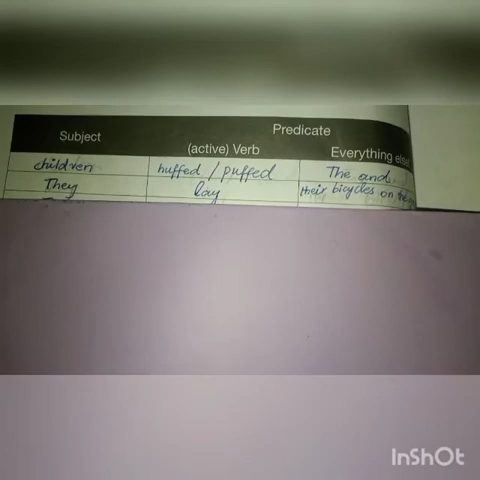 Subject
Predicate
(active) Verb
Everything else!
children huffed / puffed The and
They lay their bicycles on the
InShOt